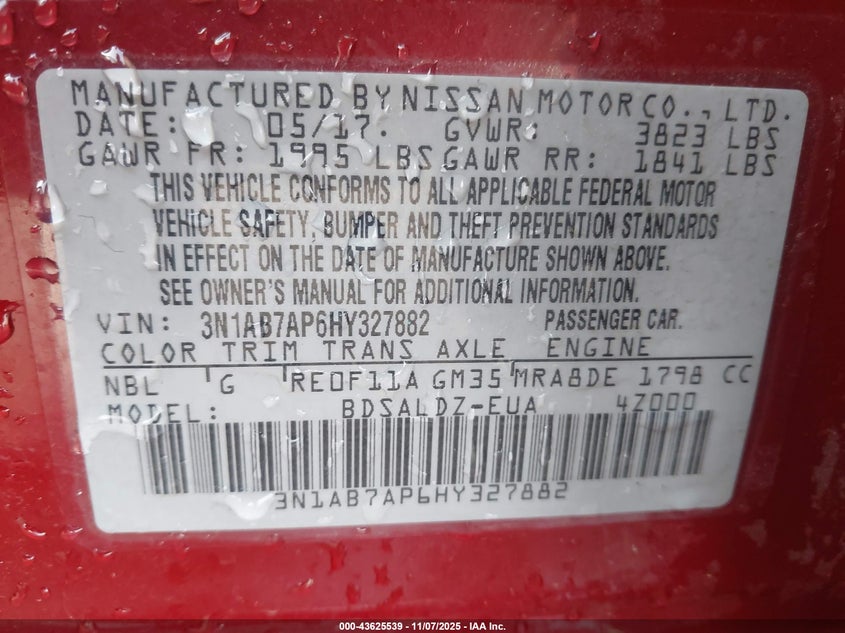 MANUFACTURED BY NISSAN MOTOR CO., LTD.
DATE: 05/17. GVWR: 3823 LBS
GAWR FR: 1995 LBS GAWR RR: 1841 LBS
THIS VEHICLE CONFORMS TO ALL APPLICABLE FEDERAL MOTOR
VEHICLE SAFETY, BUMPER AND THEFT PREVENTION STANDARDS
IN EFFECT ON THE DATE OF MANUFACTURE SHOWN ABOVE.
SEE OWNER'S MANUAL FOR ADDITIONAL INFORMATION.
VIN: 3N1AB7AP6HY327882 PASSENGER CAR.
COLOR TRIM TRANS AXLE ENGINE
NBL G RE0F11A GM35 MRA8DE 1798 CC
MODEL: BDSALDZ-EUA 4Z000
3N1AB7AP6HY327882
000-43625539 - 11/07/2025 - IAA Inc.